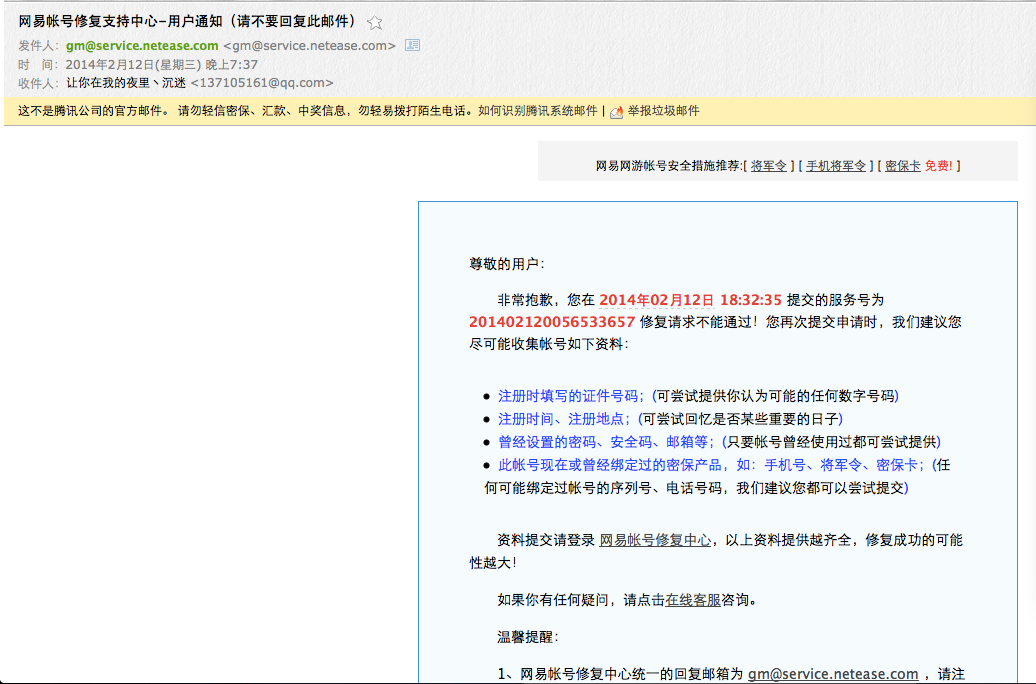 网易帐号修复支持中心-用户通知（请不要回复此邮件）
发件人：gm@service.netease.com <gm@service.netease.com>
时 间：2014年2月12日(星期三) 晚上7:37
收件人：让你在我的夜里丶沉迷 <137105161@qq.com>
这不是腾讯公司的官方邮件。 请勿轻信密保、汇款、中奖信息，勿轻易拨打陌生电话。如何识别腾讯系统邮件 | 举报垃圾邮件
网易网游帐号安全措施推荐:[ 将军令 ] [ 手机将军令 ] [ 密保卡 免费! ]
尊敬的用户：
非常抱歉，您在 2014年02月12日 18:32:35 提交的服务号为
201402120056533657 修复请求不能通过！您再次提交申请时，我们建议您
尽可能收集帐号如下资料：
● 注册时填写的证件号码；(可尝试提供你认为可能的任何数字号码)
● 注册时间、注册地点；(可尝试回忆是否某些重要的日子)
● 曾经设置的密码、安全码、邮箱等；(只要帐号曾经使用过都可尝试提供)
● 此帐号现在或曾经绑定过的密保产品，如：手机号、将军令、密保卡；(任
何可能绑定过帐号的序列号、电话号码，我们建议您都可以尝试提交)
资料提交请登录 网易帐号修复中心，以上资料提供越齐全，修复成功的可能
性越大！
如果你有任何疑问，请点击在线客服咨询。
温馨提醒：
1、网易帐号修复中心统一的回复邮箱为 gm@service.netease.com ，请注